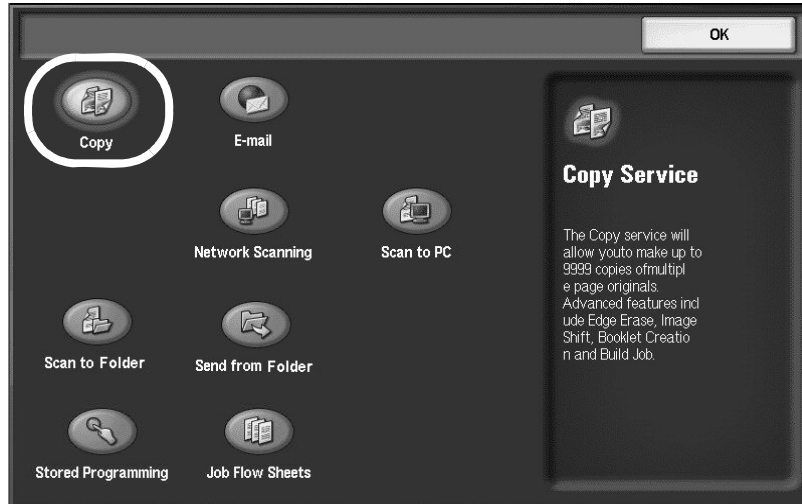 OK
Copy
E-mail
Network Scanning
Scan to PC
Scan to Folder
Send from Folder
Stored Programming
Job Flow Sheets
Copy Service
The Copy service will
allow youto make up to
9999 copies ofmultipl
e page originals.
Advanced features incl
ude Edge Erase, Image
Shift, Booklet Creatio
n and Build Job.